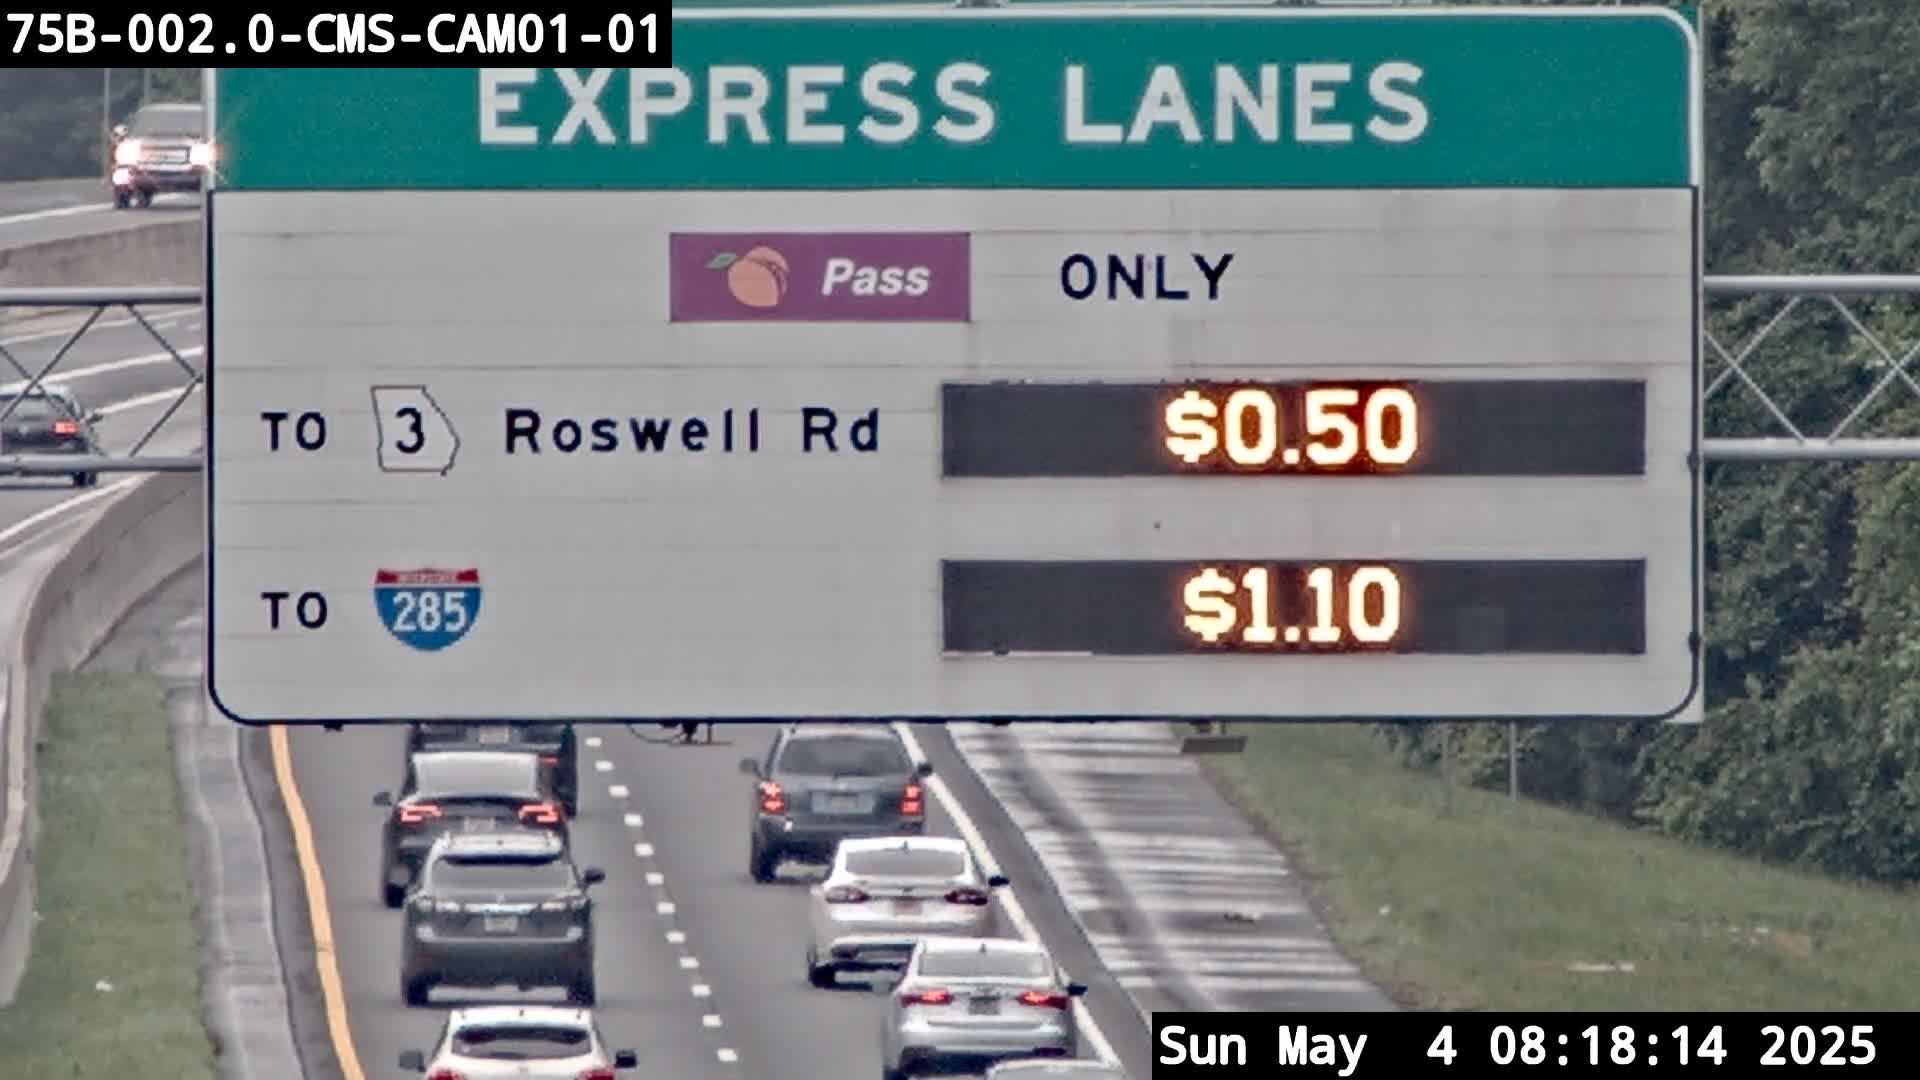 75B-002.0-CMS-CAM01-01
EXPRESS LANES
Pass ONLY
TO 3 Roswell Rd $0.50
TO 285 $1.10
Sun May 4 08:18:14 2025